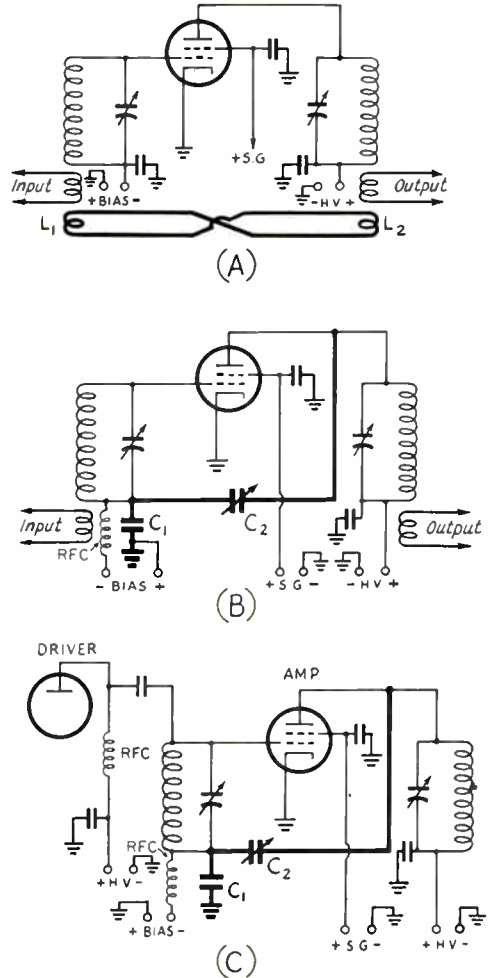 +S.G
Input
+BIAS-
-HV+
Output
L1
L2
(A)
Input
RFC
C1
C2
- BIAS +
+SG-
-HV+
Output
(B)
DRIVER
AMP.
RFC
RFC
+HV-
C1
C2
+BIAS-
+SG-
+HV-
(C)